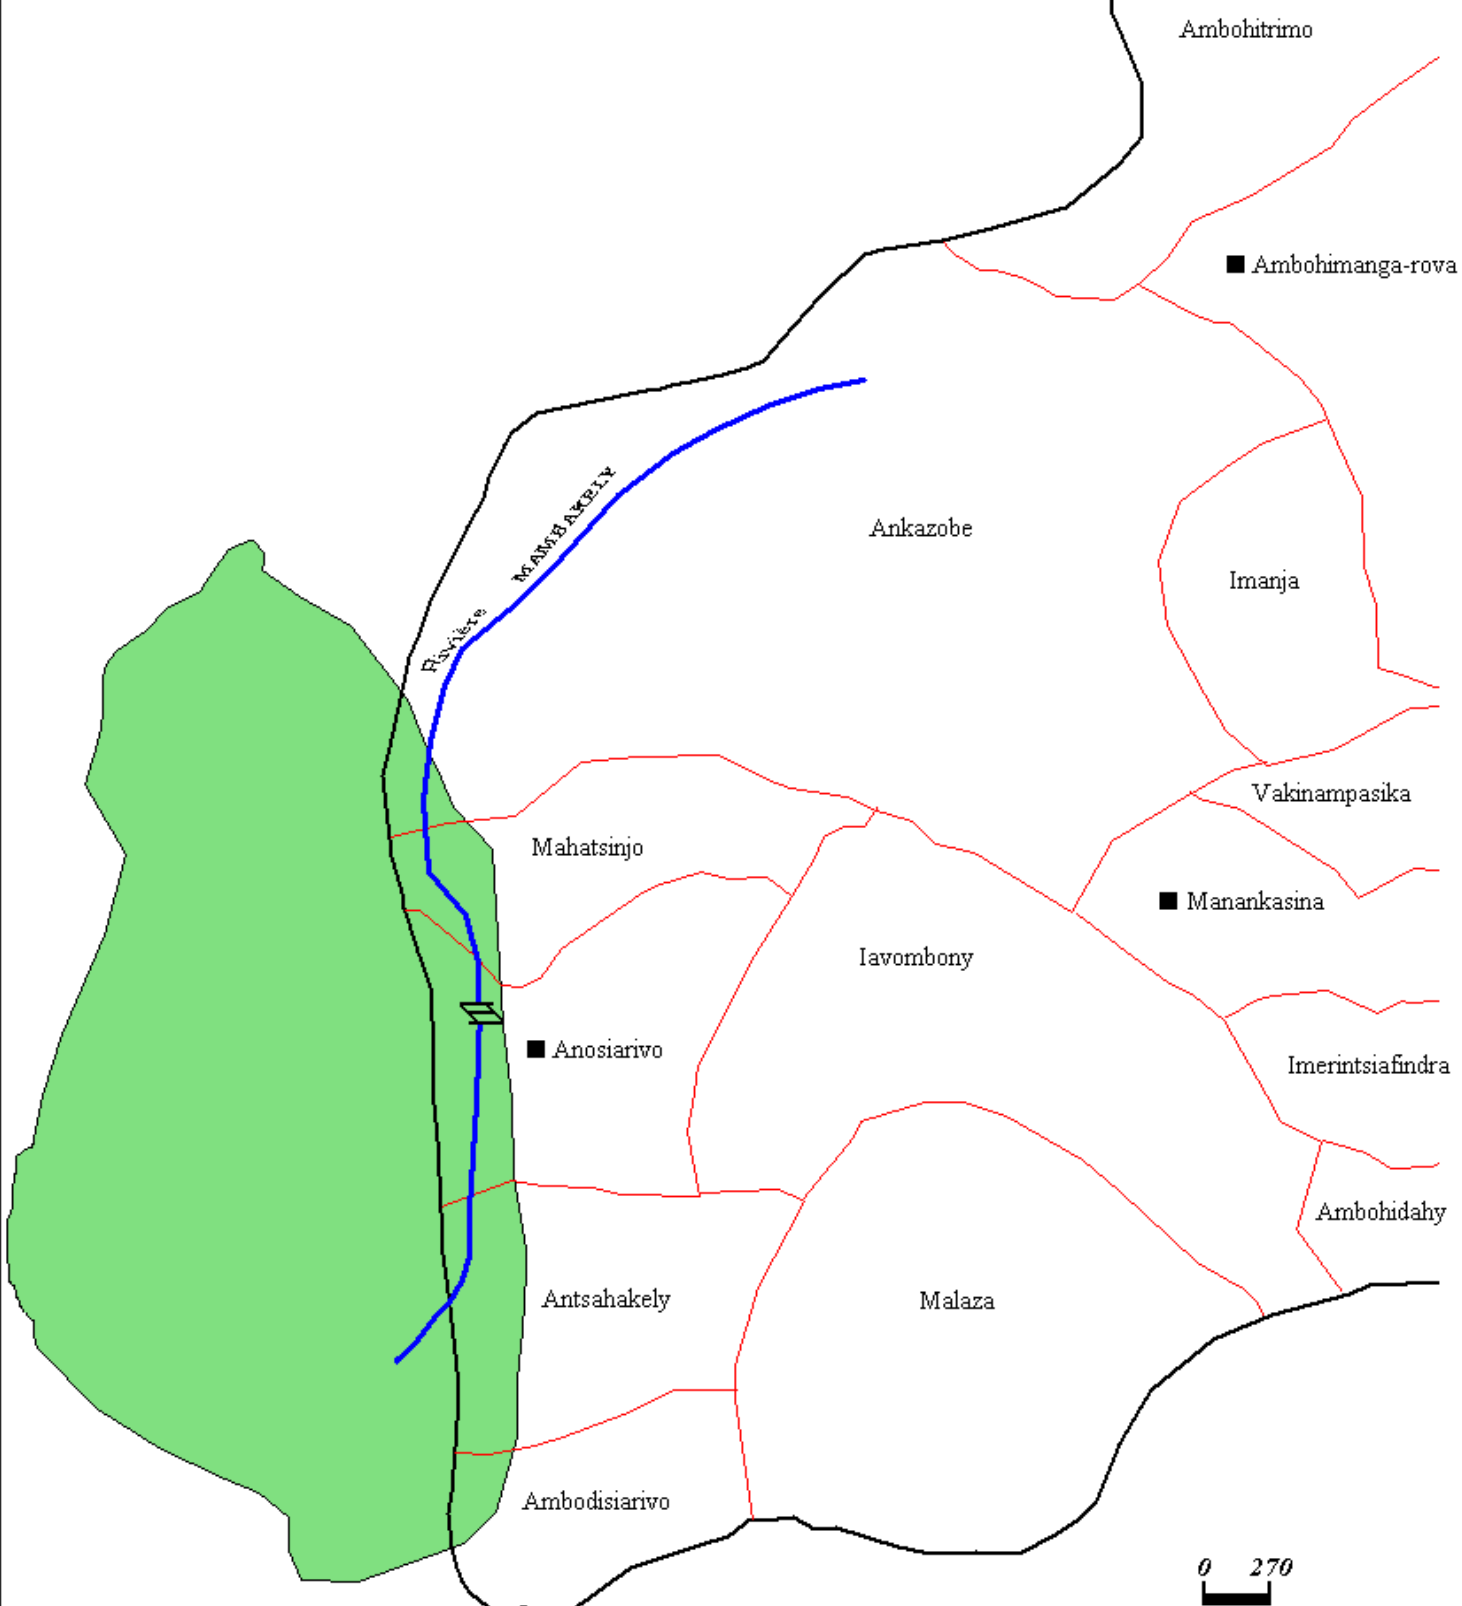 Ambohitrimo
Ambohimanga-rova
Rivière MAMBAKELY
Ankazobe
Imanja
Vakinampasika
Mahatsinjo
Manankasina
Iavombony
Anosiarivo
Imerintsiafindra
Ambohidahy
Antsahakely
Malaza
Ambodisiarivo
0 270